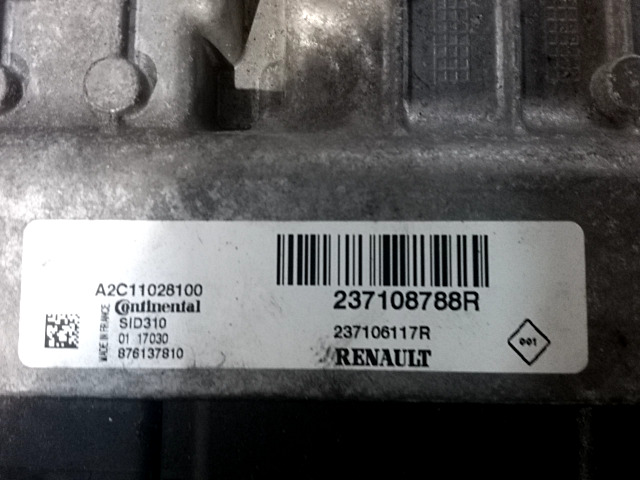 A2C11028100
Continental
SID310
01 17030
876137810
MADE IN FRANCE
237108788R
237106117R
RENAULT
001